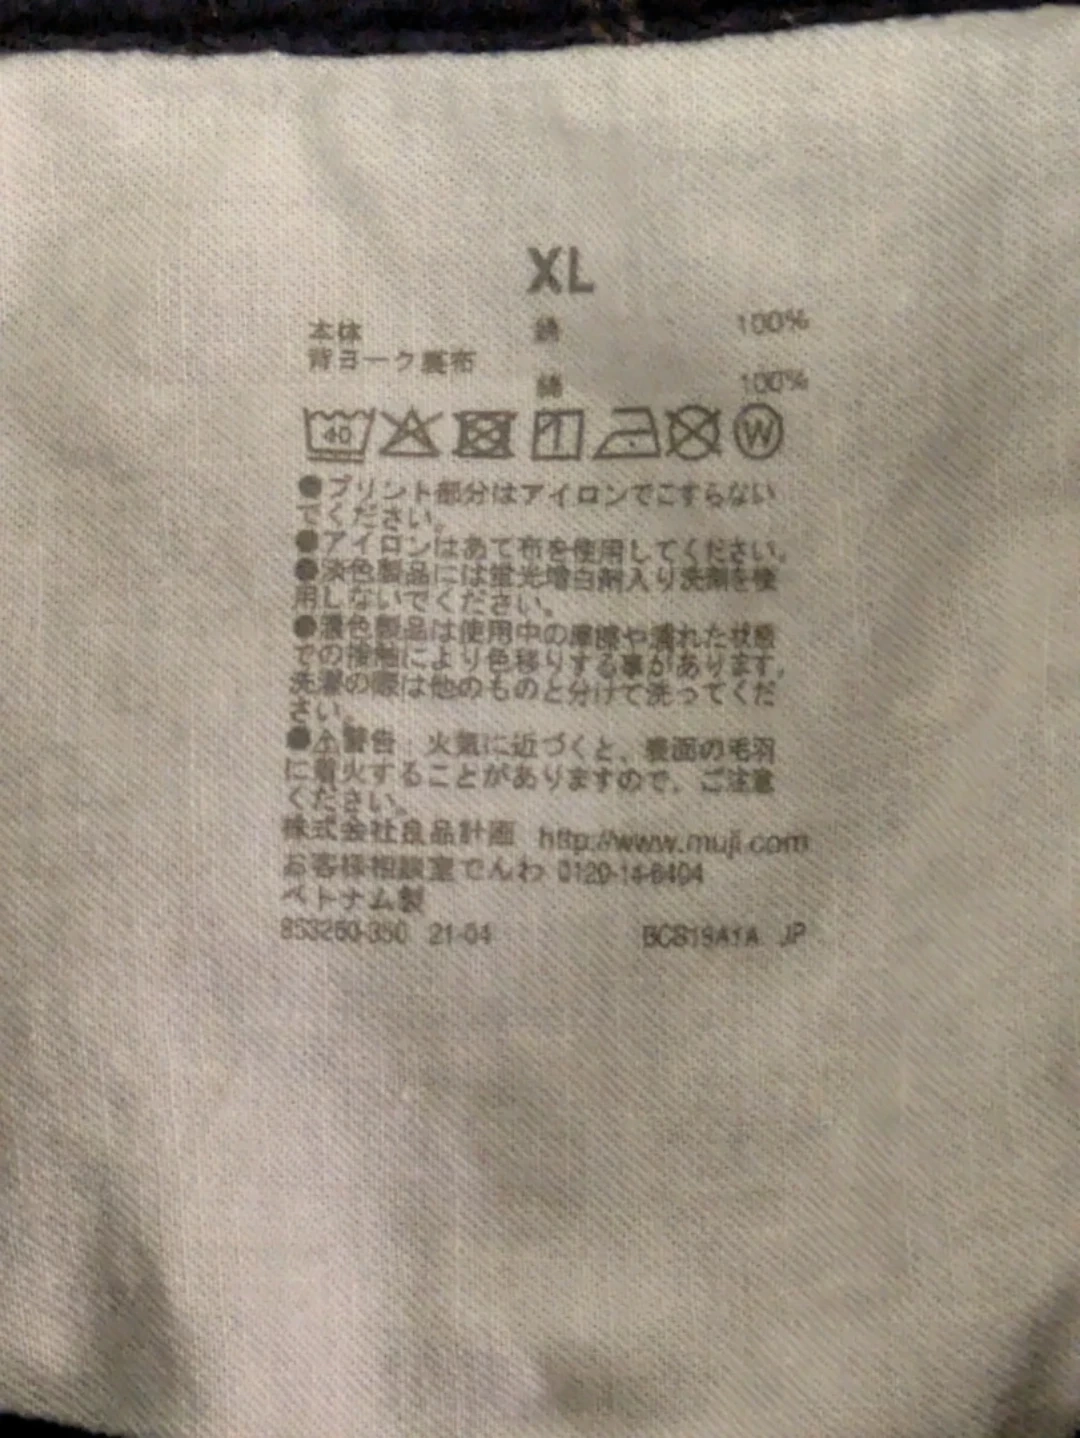 XL
本体 綿 100%
背ヨーク裏布
綿 100%
40
W
●プリント部分はアイロンでこすらない
でください。
●アイロンはあて布を使用してください。
●淡色製品には蛍光増白剤入り洗剤を使
用しないでください。
●濃色製品は使用中の摩擦や濡れた状態
での接触により色移りする事があります。
洗濯の際は他のものと分けて洗ってくだ
さい。
●⚠警告：火気に近づくと、表面の毛羽
に着火することがありますので、ご注意
ください。
株式会社良品計画 http://www.muji.com
お客様相談室でんわ 0120-14-6404
ベトナム製
21-04 JP